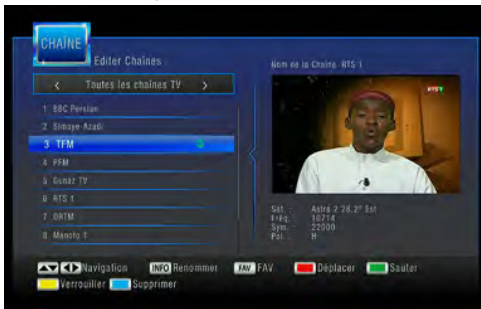 CHAÎNE
Editer Chaînes
Toutes les chaînes TV
1 BBC Persian
2 Simaye-Azadi
3 TFM
4 PFM
5 Gunaz TV
6 RTS 1
7 ORTM
8 Manoto 1
Nom de la Chaîne RTS 1
RTS1
Sat. - Astra 2 28.2° Est
Fréq. - 10714
Sym. - 22000
Pol. - H
Navigation INFO Renommer FAV FAV Déplacer Sauter
Verrouiller Supprimer